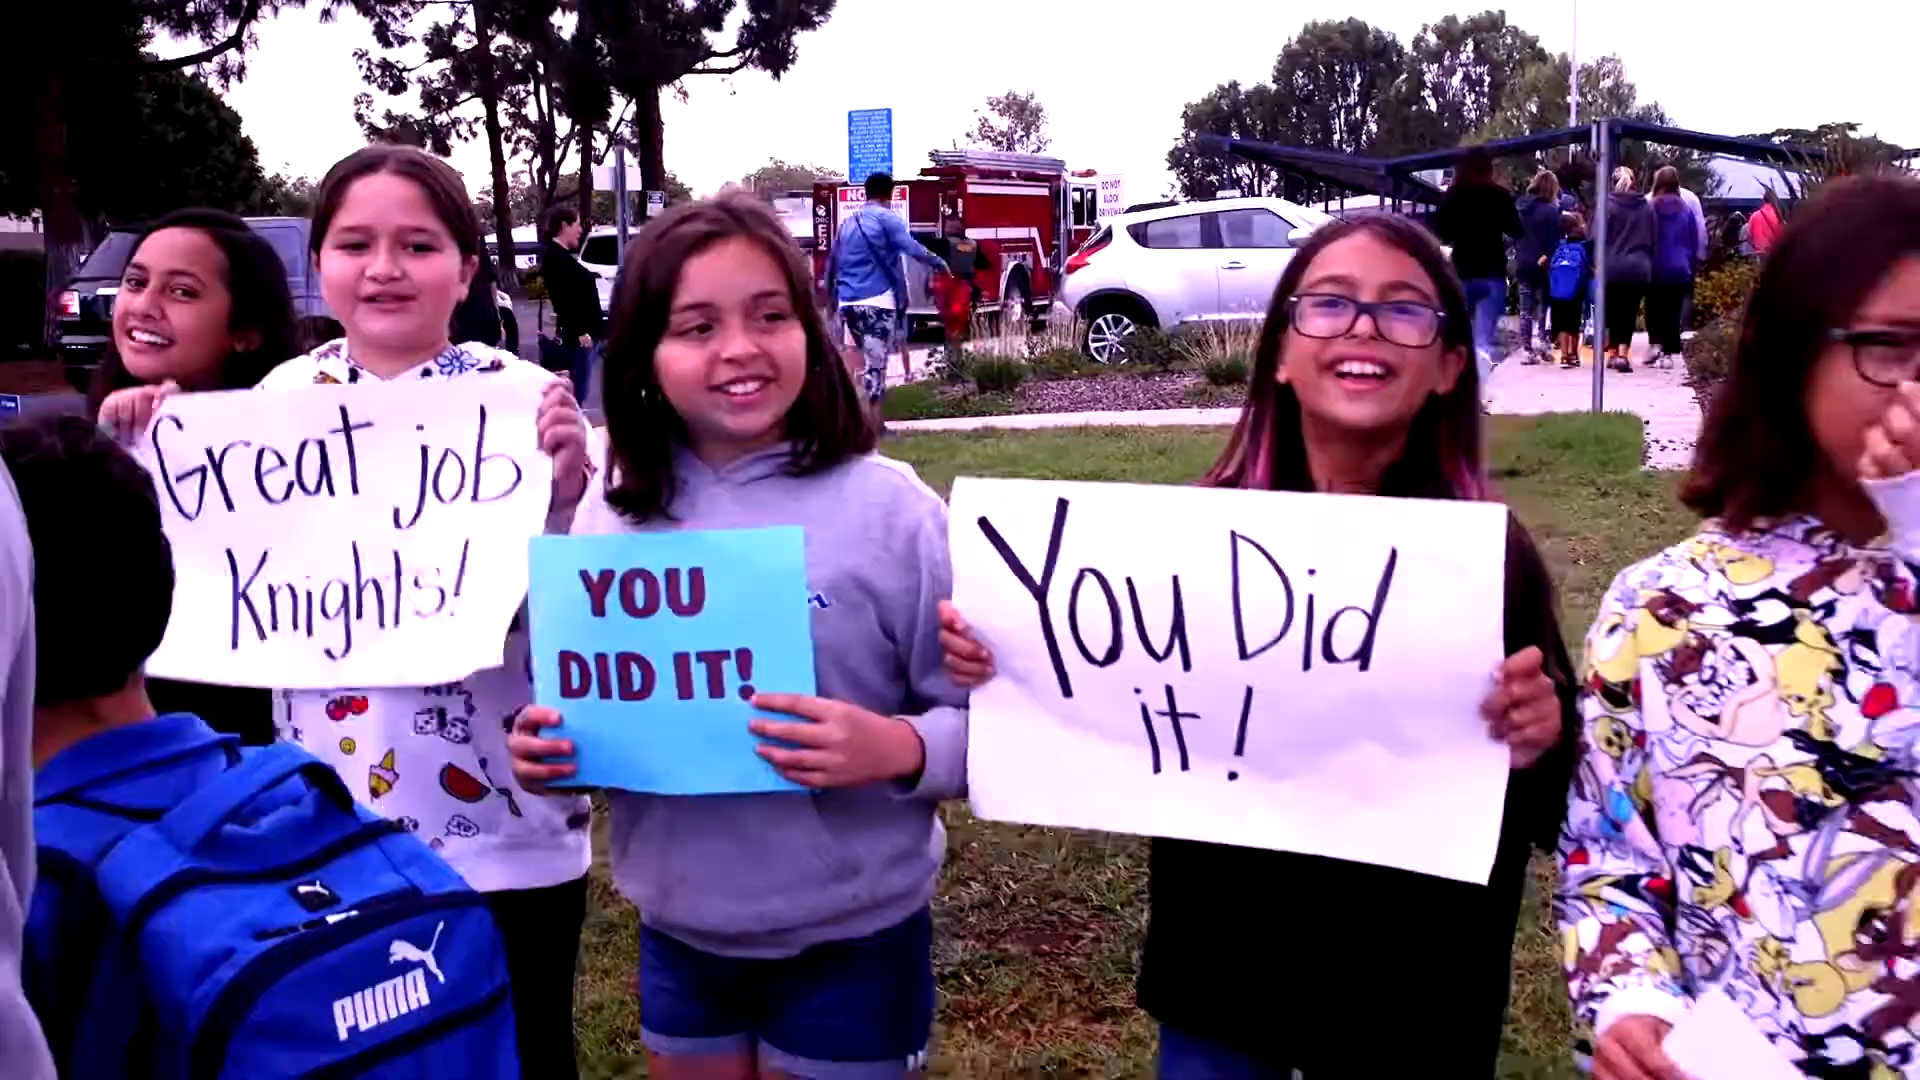 Great job
Knights!
YOU
DID IT!
You Did
it!
PUMA
DO NOT
BLOCK
DRIVEWAY